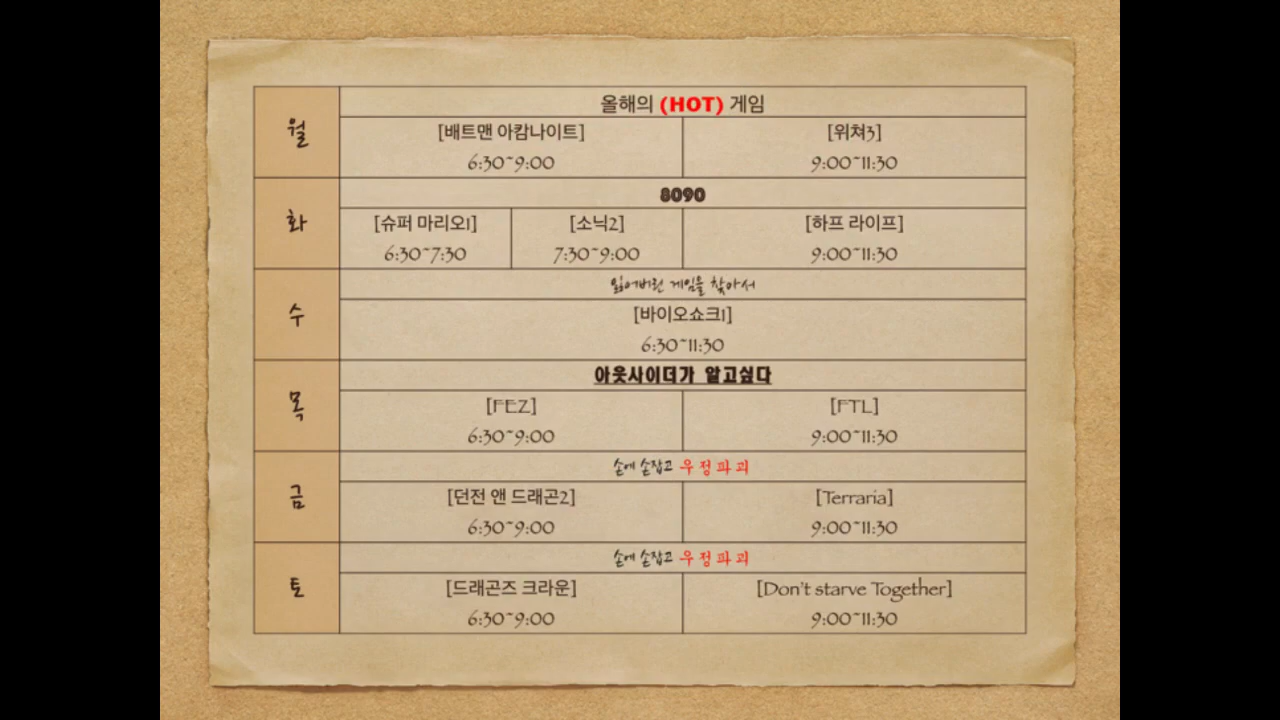 월
올해의 (HOT) 게임
[배트맨 아캄나이트] [위쳐3]
6:30~9:00 9:00~11:30
화
8090
[슈퍼 마리오1] [소닉2] [하프 라이프]
6:30~7:30 7:30~9:00 9:00~11:30
수
잃어버린 게임을 찾아서
[바이오쇼크1]
6:30~11:30
목
아웃사이더가 알고싶다
[FEZ] [FTL]
6:30~9:00 9:00~11:30
금
손에 손잡고 우정파괴
[던전 앤 드래곤2] [Terraria]
6:30~9:00 9:00~11:30
토
손에 손잡고 우정파괴
[드래곤즈 크라운] [Don't starve Together]
6:30~9:00 9:00~11:30